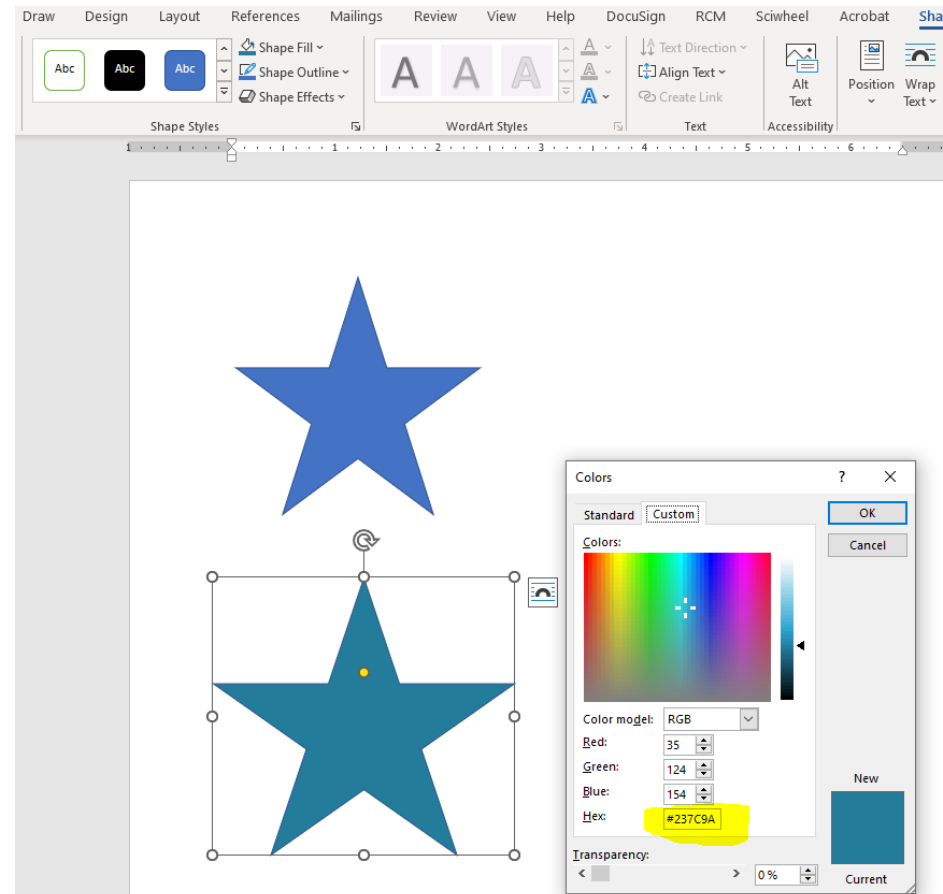 Draw Design Layout References Mailings Review View Help DocuSign RCM Sciwheel Acrobat Sha
Abc Abc Abc
Shape Fill
Shape Outline
Shape Effects
Shape Styles
A A A
A
A
A
WordArt Styles
Text Direction
Align Text
Create Link
Text
Alt
Text
Accessibility
Position
Wrap
Text
1 1 2 3 4 5 6
Colors ?
Standard Custom
OK
Cancel
Colors:
Color model: RGB
Red: 35
Green: 124
Blue: 154
Hex: #237C9A
Transparency:
0 %
New
Current